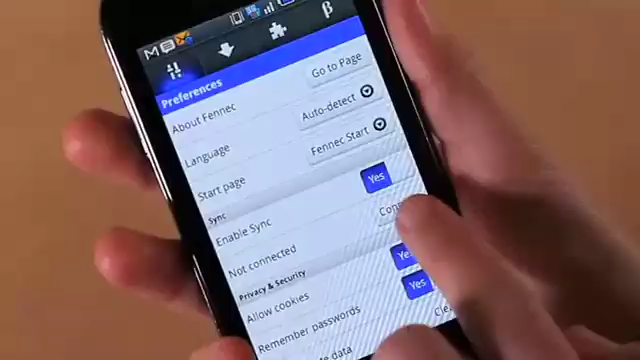 β
Preferences
About Fennec Go to Page
Language Auto-detect
Start page Fennec Start
Sync
Enable Sync Yes
Not connected
Privacy & Security
Allow cookies
Remember passwords Yes
data